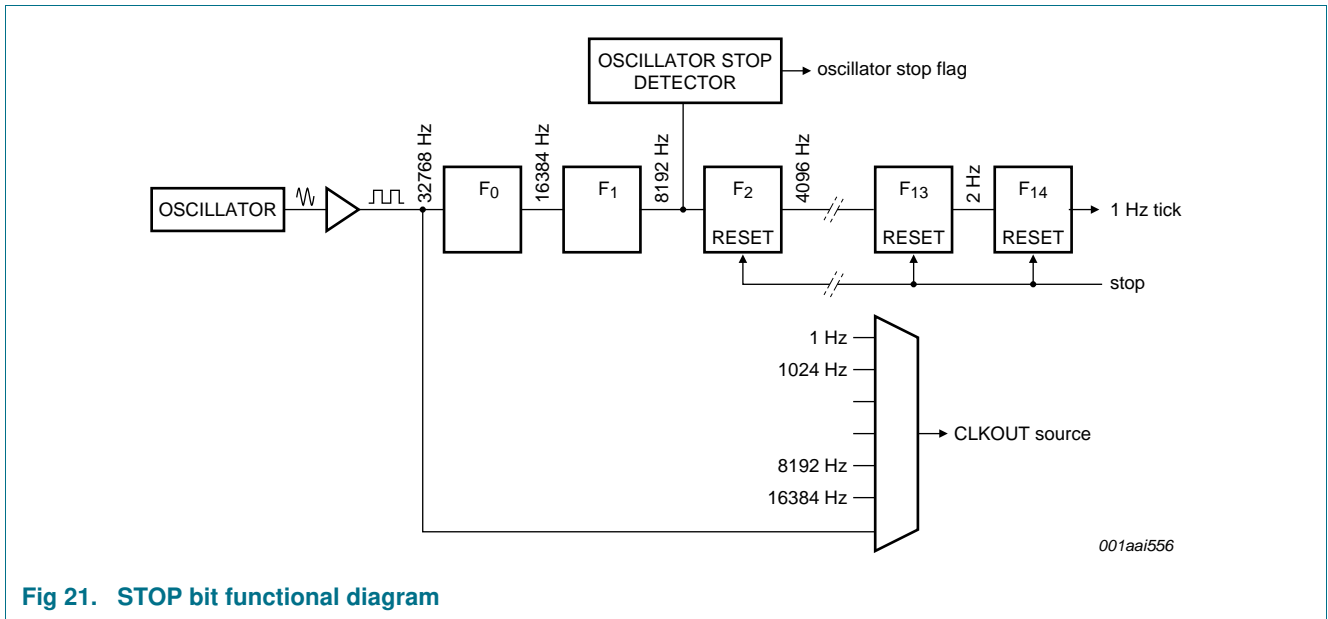 OSCILLATOR STOP
DETECTOR
oscillator stop flag
32768 Hz
16384 Hz
8192 Hz
4096 Hz
2 Hz
OSCILLATOR
F0
F1
F2
RESET
F13
RESET
F14
RESET
1 Hz tick
stop
1 Hz
1024 Hz
CLKOUT source
8192 Hz
16384 Hz
001aai556
Fig 21. STOP bit functional diagram